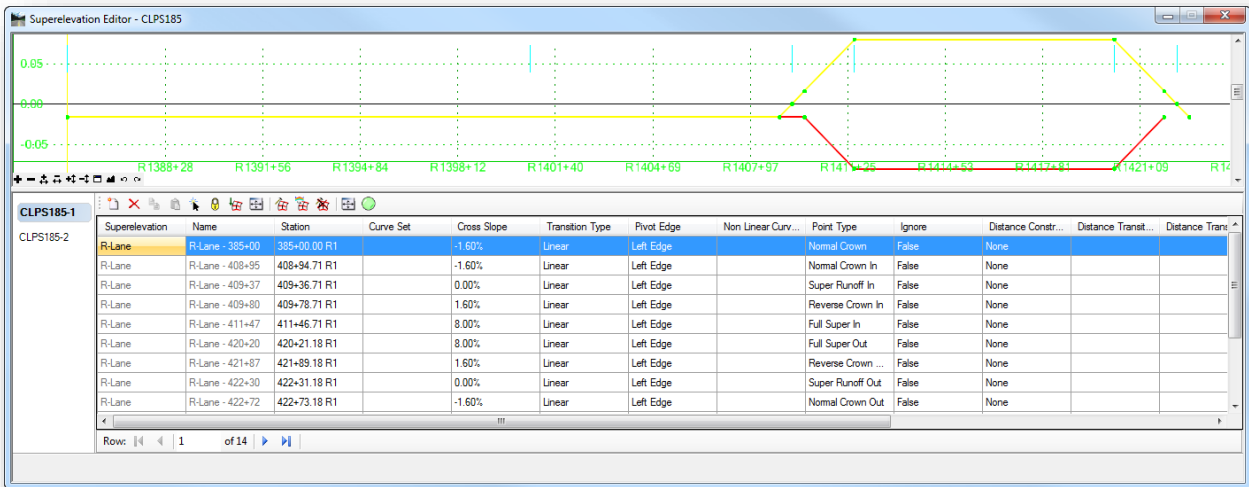 Superelevation Editor - CLPS185
0.05
0.00
-0.05
R1388+28 R1391+56 R1394+84 R1398+12 R1401+40 R1404+69 R1407+97 R1411+25 R1414+53 R1417+81 R1421+09 R14
CLPS185-1
CLPS185-2
Superelevation Name Station Curve Set Cross Slope Transition Type Pivot Edge Non Linear Curv... Point Type Ignore Distance Constr... Distance Transit... Distance Trans
R-Lane R-Lane - 385+00 385+00.00 R1 -1.60% Linear Left Edge Normal Crown False None
R-Lane R-Lane - 408+95 408+94.71 R1 -1.60% Linear Left Edge Normal Crown In False None
R-Lane R-Lane - 409+37 409+36.71 R1 0.00% Linear Left Edge Super Runoff In False None
R-Lane R-Lane - 409+80 409+78.71 R1 1.60% Linear Left Edge Reverse Crown In False None
R-Lane R-Lane - 411+47 411+46.71 R1 8.00% Linear Left Edge Full Super In False None
R-Lane R-Lane - 420+20 420+21.18 R1 8.00% Linear Left Edge Full Super Out False None
R-Lane R-Lane - 421+87 421+89.18 R1 1.60% Linear Left Edge Reverse Crown ... False None
R-Lane R-Lane - 422+30 422+31.18 R1 0.00% Linear Left Edge Super Runoff Out False None
R-Lane R-Lane - 422+72 422+73.18 R1 -1.60% Linear Left Edge Normal Crown Out False None
Row: 1 of 14